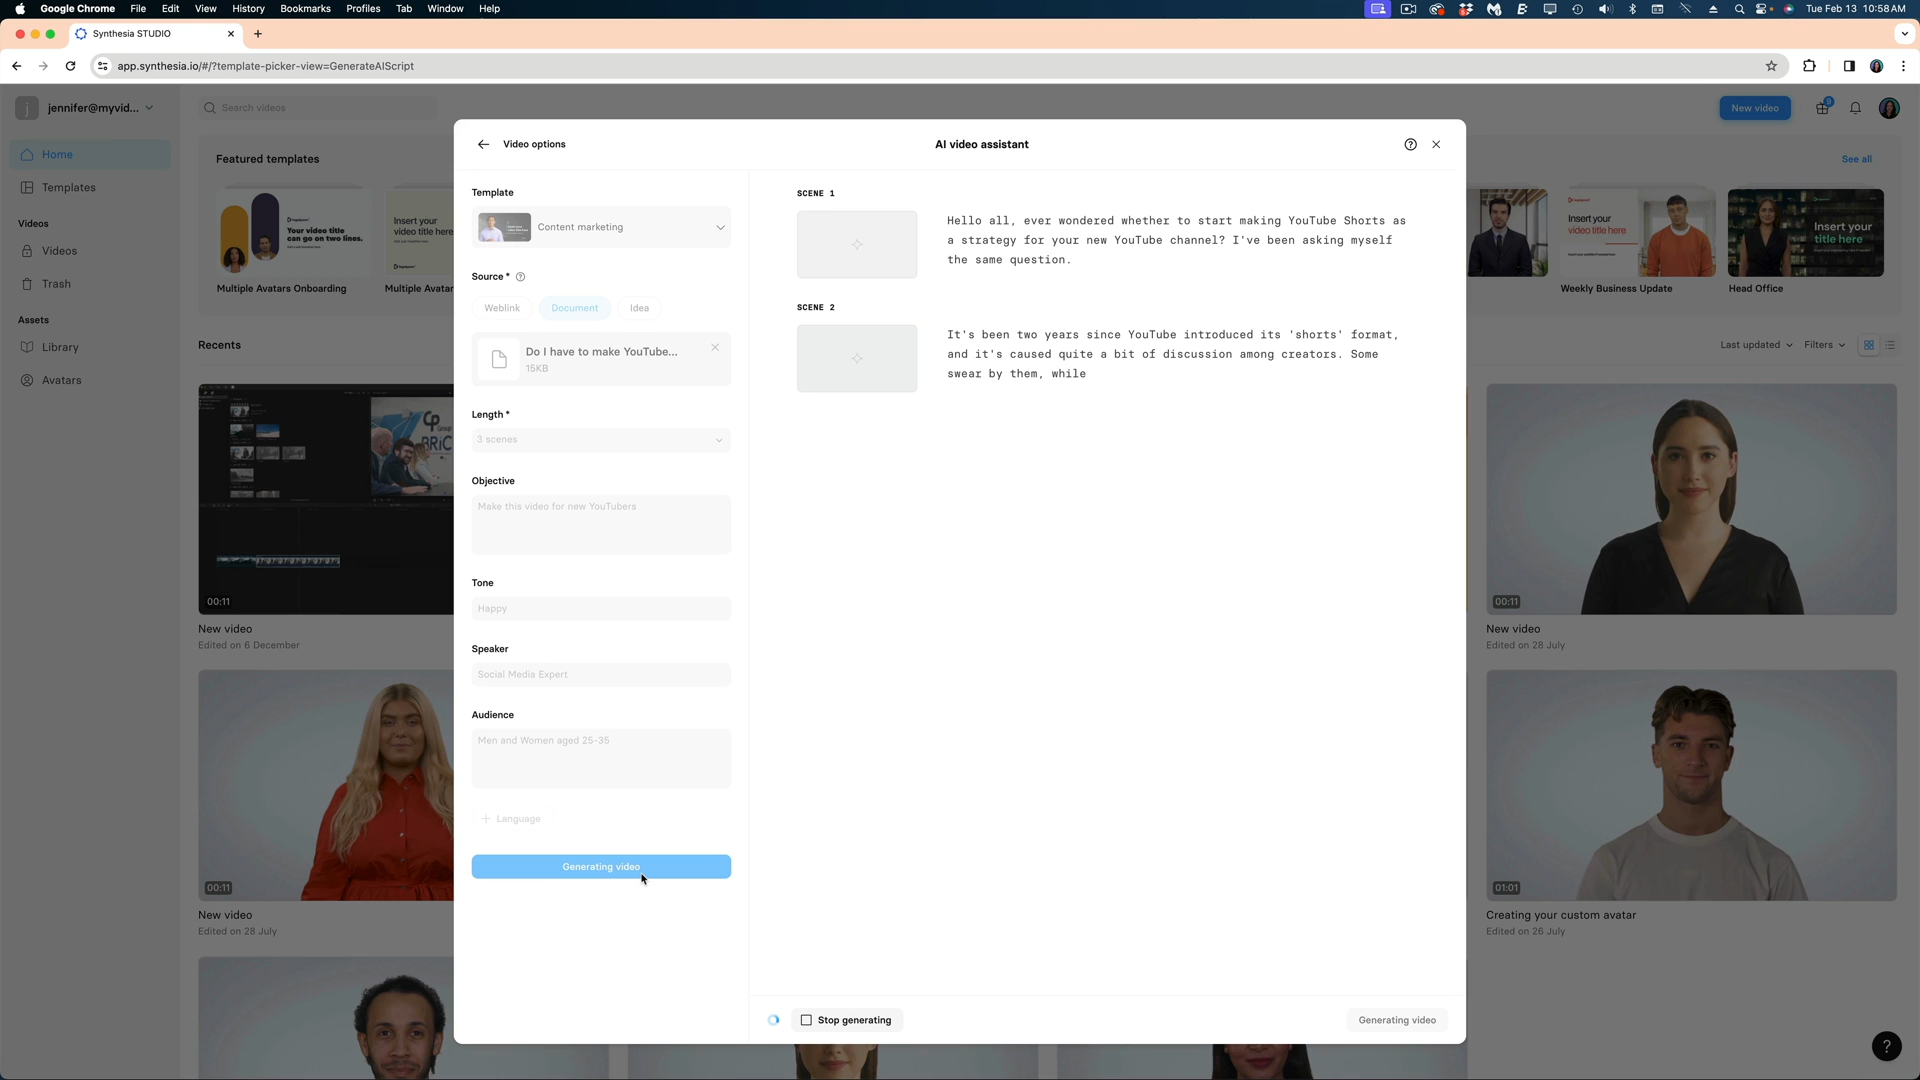 Google Chrome File Edit View History Bookmarks Profiles Tab Window Help
Tue Feb 13 10:58 AM
Synthesia STUDIO
app.synthesia.io/#/?template-picker-view=GenerateAIScript
j jennifer@myvid...
Search videos
New video
9
Home
Templates
Videos
Videos
Trash
Assets
Library
Avatars
Featured templates
See all
Your video title
can go on two lines.
Multiple Avatars Onboarding
Insert your
video title here
Multiple Avatar
Insert your
video title here
Weekly Business Update
Insert your
title here
Head Office
Recents
Last updated
Filters
Video options
AI video assistant
Template
Content marketing
Source *
Weblink
Document
Idea
Do I have to make YouTube...
15KB
Length *
3 scenes
Objective
Make this video for new YouTubers
Tone
Happy
Speaker
Social Media Expert
Audience
Men and Women aged 25-35
+ Language
Generating video
SCENE 1
Hello all, ever wondered whether to start making YouTube Shorts as
a strategy for your new YouTube channel? I've been asking myself
the same question.
SCENE 2
It's been two years since YouTube introduced its 'shorts' format,
and it's caused quite a bit of discussion among creators. Some
swear by them, while
Stop generating
Generating video
CP Group
BRIC
00:11
New video
Edited on 6 December
00:11
New video
Edited on 28 July
00:11
New video
Edited on 28 July
01:01
Creating your custom avatar
Edited on 26 July
?